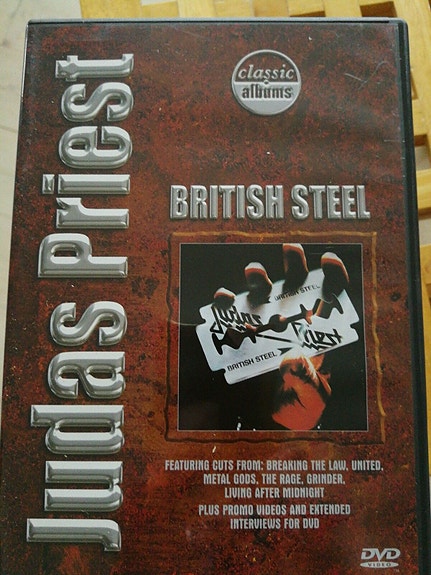 classic
albums
Judas Priest
BRITISH STEEL
BRITISH STEEL
Judas
Priest
BRITISH STEEL
FEATURING CUTS FROM: BREAKING THE LAW, UNITED,
METAL GODS, THE RAGE, GRINDER,
LIVING AFTER MIDNIGHT
PLUS PROMO VIDEOS AND EXTENDED
INTERVIEWS FOR DVD
DVD
VIDEO